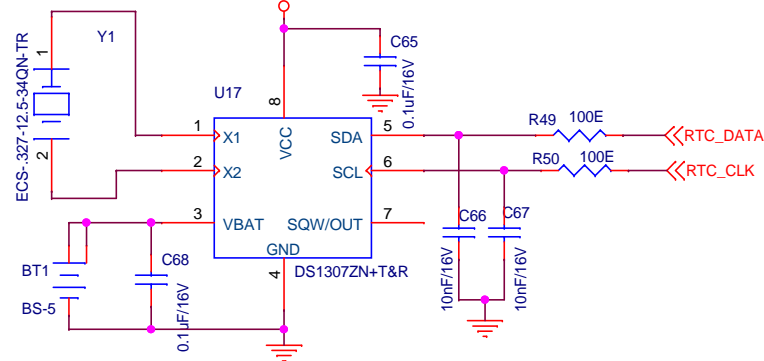 Y1
1
2
ECS-.327-12.5-34QN-TR
C65
0.1uF/16V
U17
8
VCC
1
X1
2
X2
3
VBAT
GND
4
SDA
5
SCL
6
SQW/OUT
7
DS1307ZN+T&R
R49
100E
RTC_DATA
R50
100E
RTC_CLK
C66
10nF/16V
C67
10nF/16V
BT1
BS-5
C68
0.1uF/16V